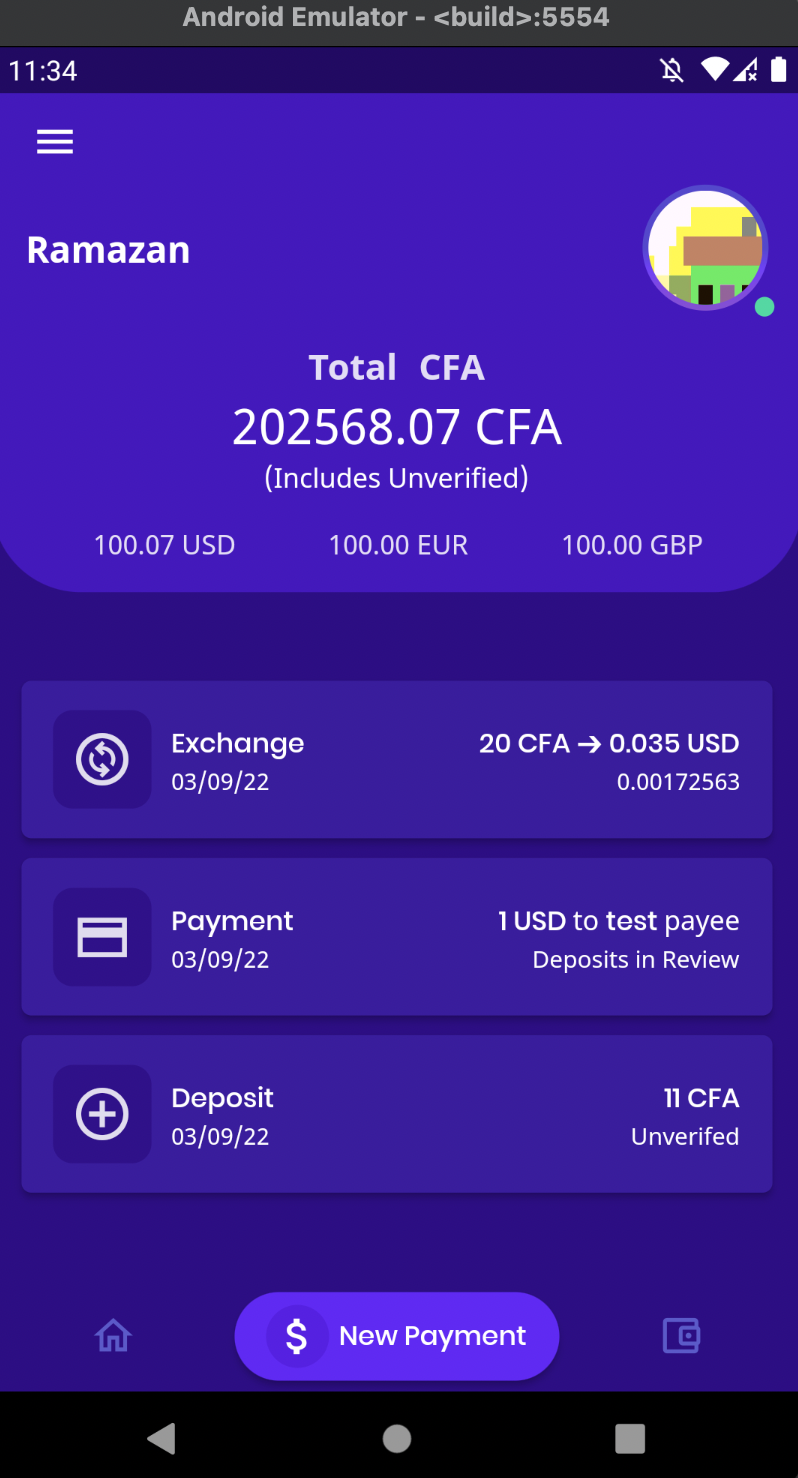 Android Emulator - <build>:5554
11:34
Ramazan
Total CFA
202568.07 CFA
(Includes Unverified)
100.07 USD 100.00 EUR 100.00 GBP
Exchange 20 CFA → 0.035 USD
03/09/22 0.00172563
Payment 1 USD to test payee
03/09/22 Deposits in Review
Deposit 11 CFA
03/09/22 Unverifed
$ New Payment